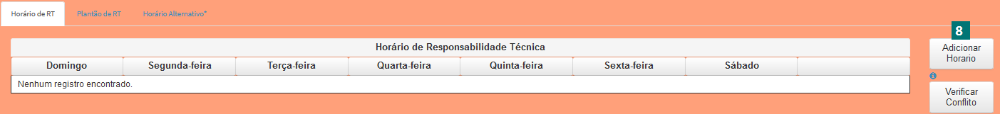 Horário de RT Plantão de RT Horário Alternativo*
8
Horário de Responsabilidade Técnica
Adicionar
Horario
Domingo Segunda-feira Terça-feira Quarta-feira Quinta-feira Sexta-feira Sábado
Nenhum registro encontrado.
Verificar
Conflito